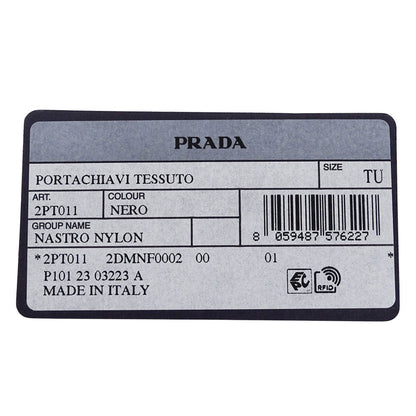 PRADA
PORTACHIAVI TESSUTO
SIZE TU
ART. COLOUR
2PT011 NERO
GROUP NAME
NASTRO NYLON
8 059487 576227
*2PT011 2DMNF0002 00 01 *
P101 23 03223 A
MADE IN ITALY
EPC RFID